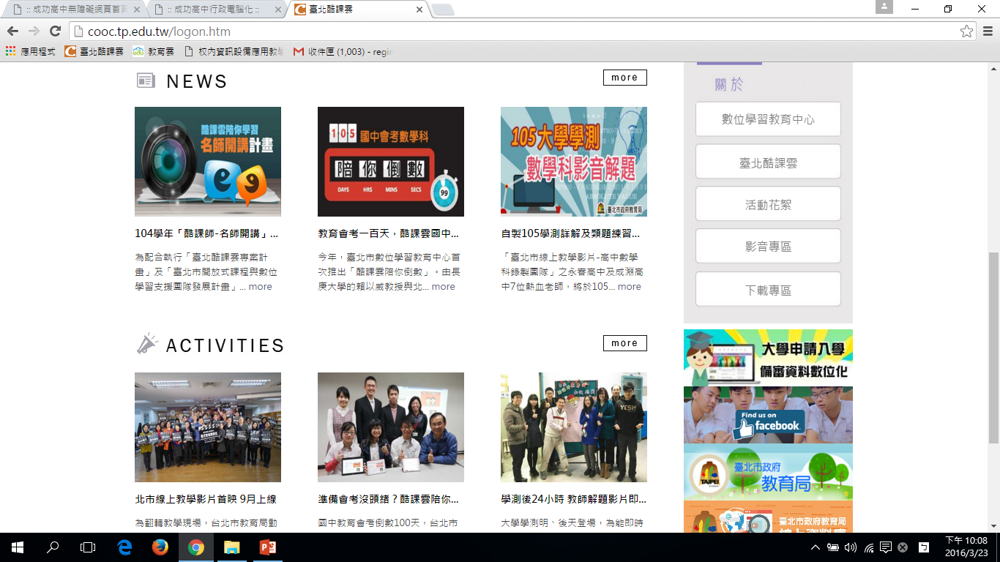 :: 成功高中無障礙網頁首頁
:: 成功高中行政電腦化 ::
臺北酷課雲
cooc.tp.edu.tw/logon.htm
應用程式
臺北酷課雲
教育雲
校內資訊設備應用教學
收件匣 (1,003) - regin
NEWS
more
酷課雲陪你學習
名師開講計畫
105
國中會考數學科
陪你倒數
DAYS HRS MINS SECS
99
105大學學測
數學科影音解題
ABSOLUTE VALUE
臺北市政府教育局
104學年「酷課師-名師開講」...
教育會考一百天，酷課雲國中...
自製105學測詳解及類題練習...
為配合執行「臺北酷課雲專案計
畫」及「臺北市開放式課程與數位
學習支援團隊發展計畫」... more
今年，臺北市數位學習教育中心首
次推出「酷課雲陪你倒數」。由長
庚大學的賴以威教授與北... more
「臺北市線上教學影片-高中數學
科錄製團隊」之永春高中及成淵高
中7位熱血老師，將於105... more
ACTIVITIES
more
YCSH
北市線上教學影片首映 9月上線
準備會考沒頭緒？酷課雲陪你...
學測後24小時 教師解題影片即...
為翻轉教學現場，台北市教育局動
國中教育會考倒數100天，台北市
大學學測明、後天登場，為能即時
關於
數位學習教育中心
臺北酷課雲
活動花絮
影音專區
下載專區
大學申請入學
備審資料數位化
Find us on
facebook.
TAIPEI
臺北市政府
教育局
臺北市政府教育局
線上資料庫
下午 10:08
2016/3/23